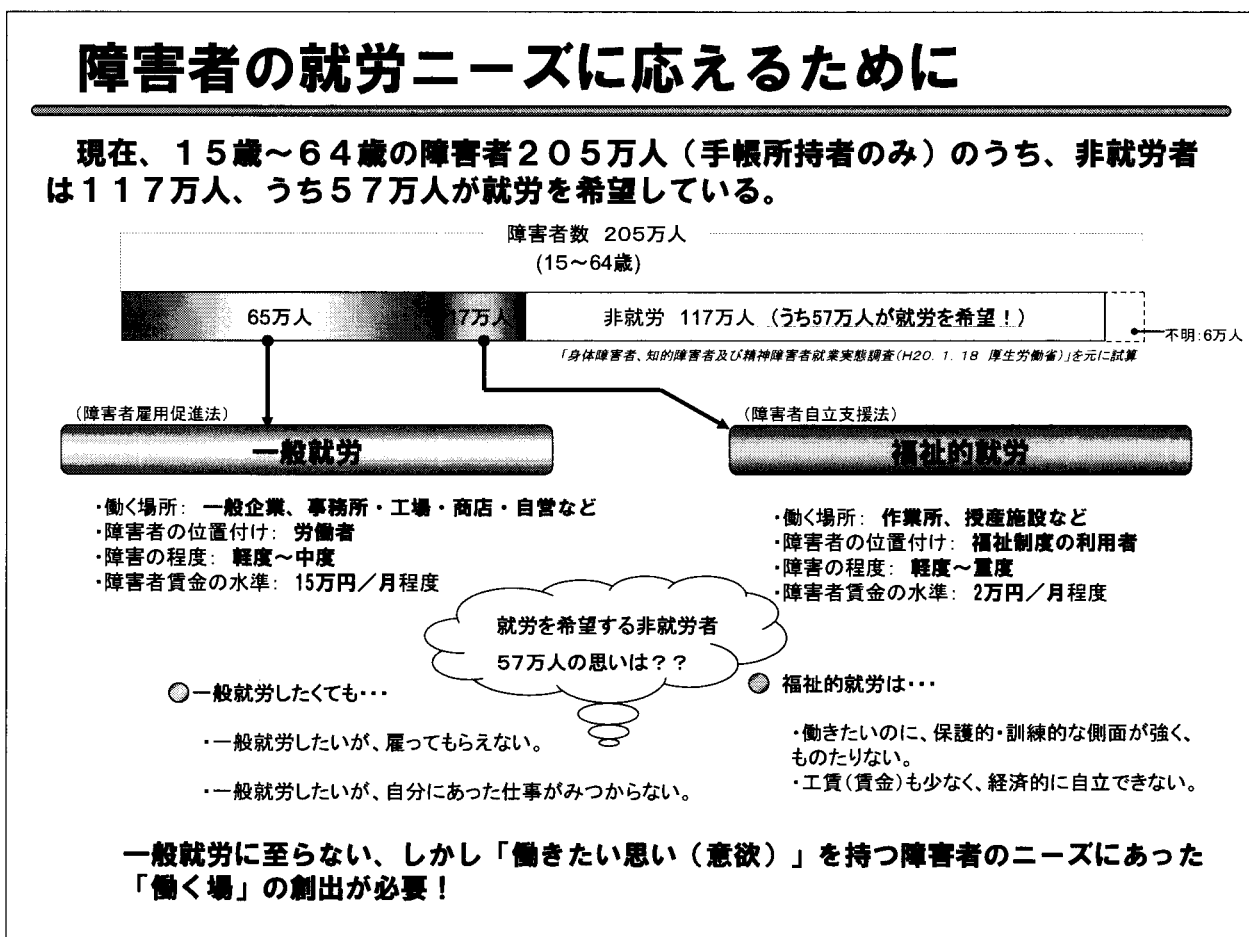 障害者の就労ニーズに応えるために
現在、１５歳～６４歳の障害者２０５万人（手帳所持者のみ）のうち、非就労者
は１１７万人、うち５７万人が就労を希望している。
障害者数 205万人
(15～64歳)
65万人
17万人
非就労 117万人 (うち57万人が就労を希望！)
不明:6万人
「身体障害者、知的障害者及び精神障害者就業実態調査(H20. 1. 18 厚生労働省)」を元に試算
（障害者雇用促進法）
一般就労
・働く場所： 一般企業、事務所・工場・商店・自営など
・障害者の位置付け： 労働者
・障害の程度： 軽度～中度
・障害者賃金の水準： 15万円／月程度
（障害者自立支援法）
福祉的就労
・働く場所： 作業所、授産施設など
・障害者の位置付け： 福祉制度の利用者
・障害の程度： 軽度～重度
・障害者賃金の水準： 2万円／月程度
就労を希望する非就労者
57万人の思いは？？
一般就労したくても・・・
・一般就労したいが、雇ってもらえない。
・一般就労したいが、自分にあった仕事がみつからない。
福祉的就労は・・・
・働きたいのに、保護的・訓練的な側面が強く、
ものたりない。
・工賃(賃金)も少なく、経済的に自立できない。
一般就労に至らない、しかし「働きたい思い（意欲）」を持つ障害者のニーズにあった
「働く場」の創出が必要！